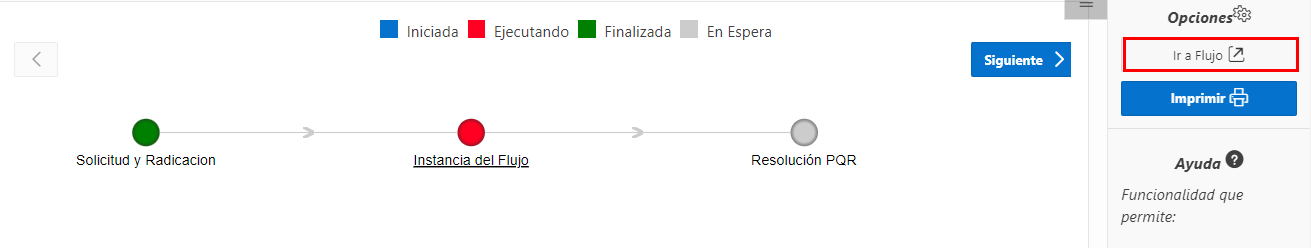 Iniciada Ejecutando Finalizada En Espera
Siguiente
Solicitud y Radicacion
Instancia del Flujo
Resolución PQR
Opciones
Ir a Flujo
Imprimir
Ayuda ?
Funcionalidad que
permite: